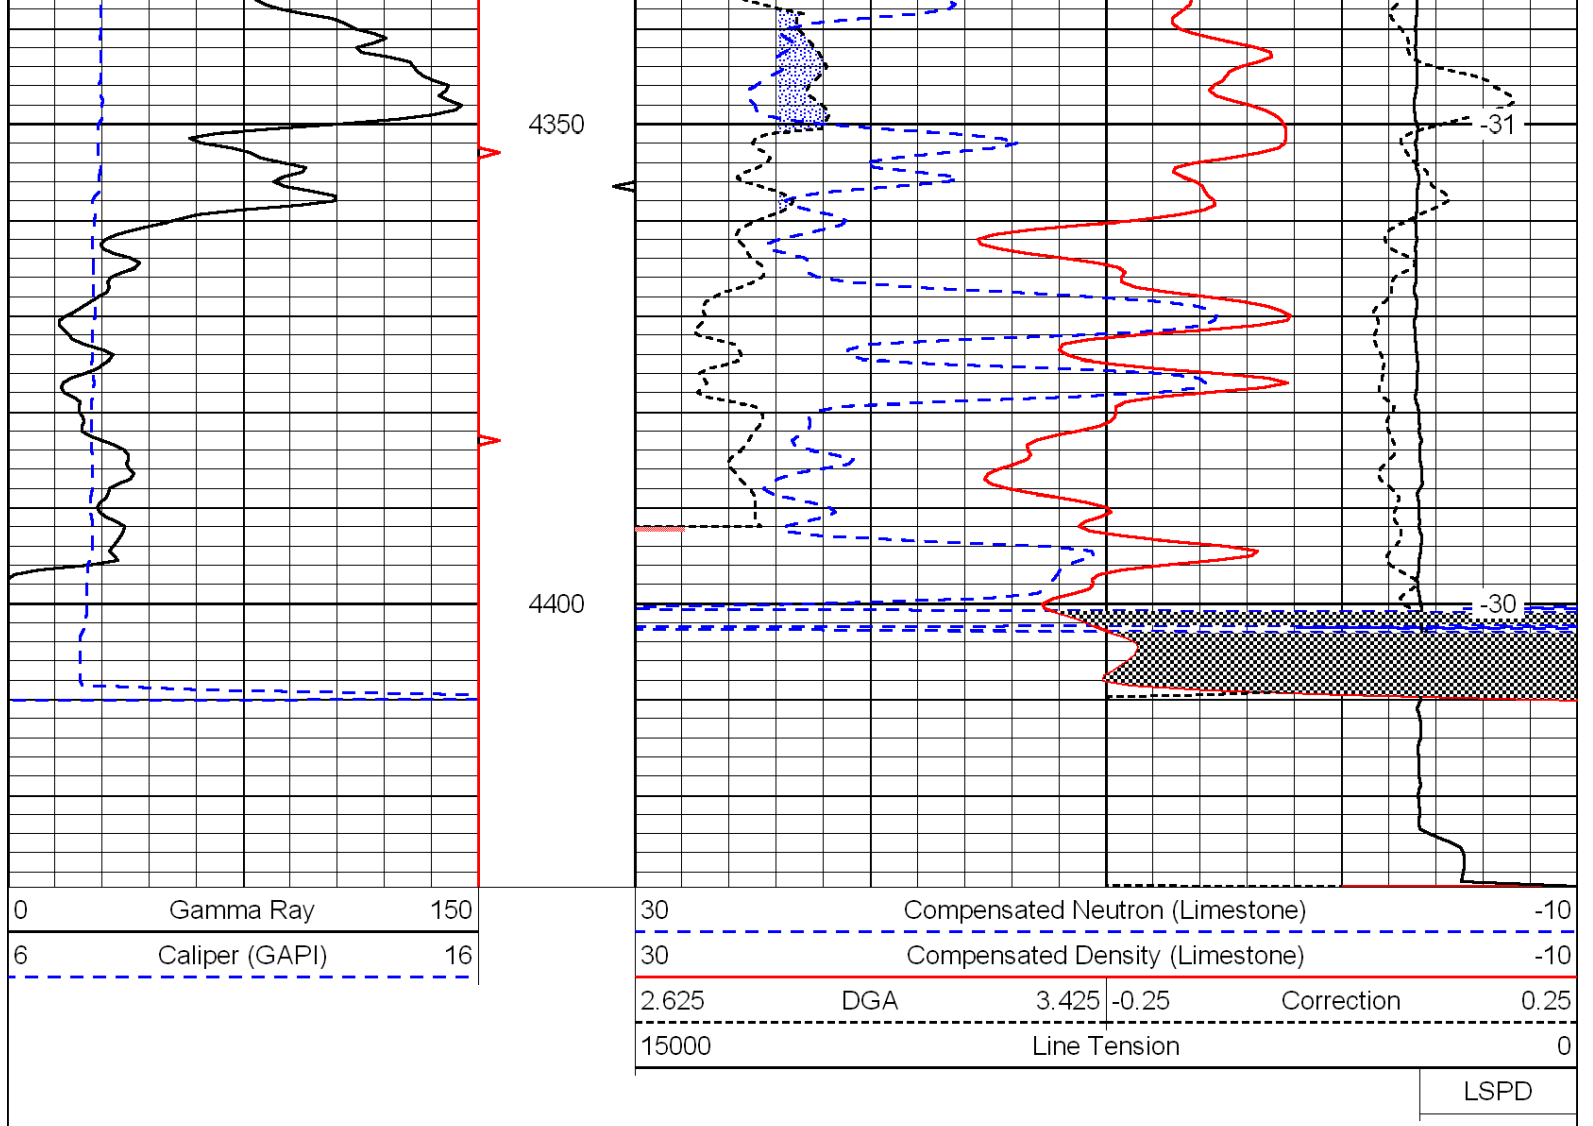 4350
-31
4400
-30
0 Gamma Ray 150
6 Caliper (GAPI) 16
30 Compensated Neutron (Limestone) -10
30 Compensated Density (Limestone) -10
2.625 DGA 3.425 -0.25 Correction 0.25
15000 Line Tension 0
LSPD